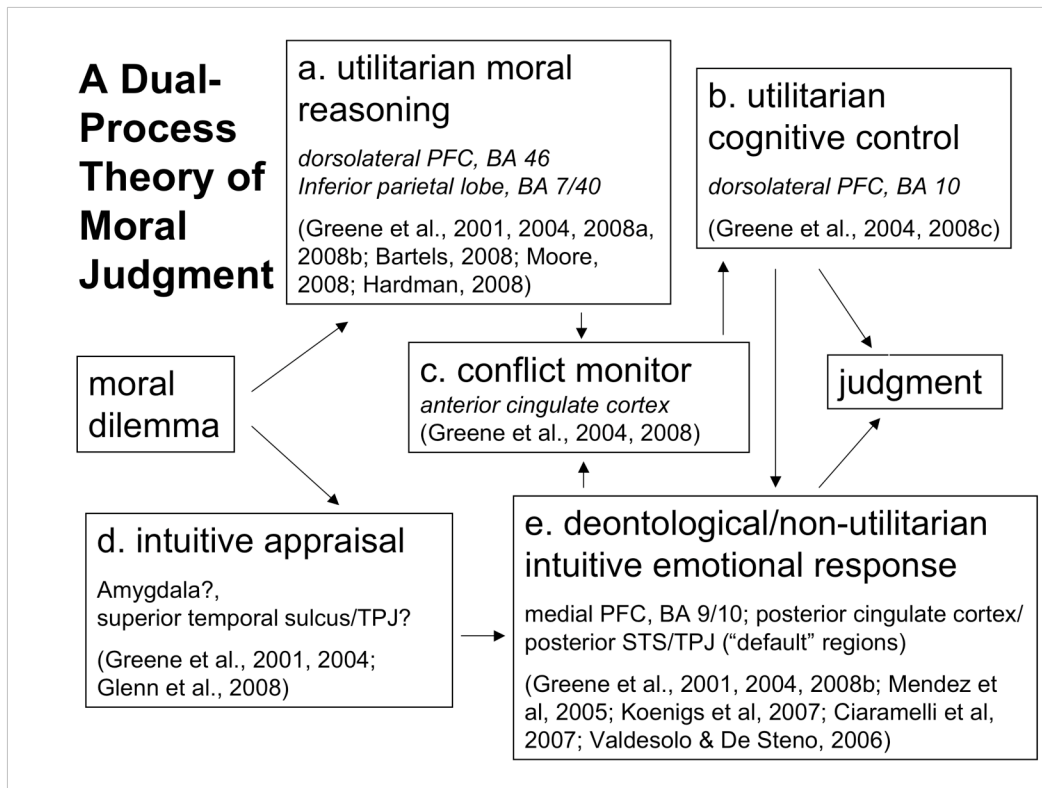 A Dual-
Process
Theory of
Moral
Judgment
a. utilitarian moral
reasoning
dorsolateral PFC, BA 46
Inferior parietal lobe, BA 7/40
(Greene et al., 2001, 2004, 2008a,
2008b; Bartels, 2008; Moore,
2008; Hardman, 2008)
b. utilitarian
cognitive control
dorsolateral PFC, BA 10
(Greene et al., 2004, 2008c)
moral
dilemma
c. conflict monitor
anterior cingulate cortex
(Greene et al., 2004, 2008)
judgment
d. intuitive appraisal
Amygdala?,
superior temporal sulcus/TPJ?
(Greene et al., 2001, 2004;
Glenn et al., 2008)
e. deontological/non-utilitarian
intuitive emotional response
medial PFC, BA 9/10; posterior cingulate cortex/
posterior STS/TPJ (“default” regions)
(Greene et al., 2001, 2004, 2008b; Mendez et
al, 2005; Koenigs et al, 2007; Ciaramelli et al,
2007; Valdesolo & De Steno, 2006)